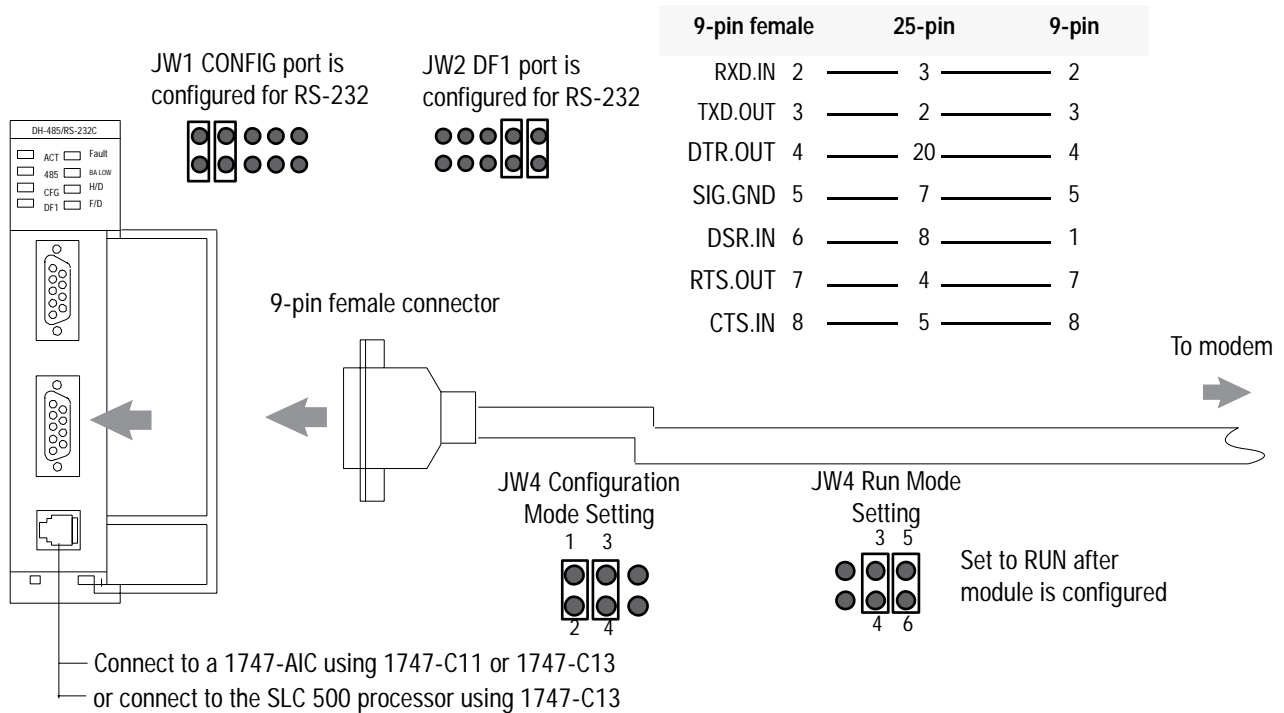 9-pin female 25-pin 9-pin
RXD.IN 2 3 2
TXD.OUT 3 2 3
DTR.OUT 4 20 4
SIG.GND 5 7 5
DSR.IN 6 8 1
RTS.OUT 7 4 7
CTS.IN 8 5 8
JW1 CONFIG port is
configured for RS-232
JW2 DF1 port is
configured for RS-232
DH-485/RS-232C
ACT Fault
485 BA LOW
CFG H/D
DF1 F/D
9-pin female connector
To modem
JW4 Configuration
Mode Setting
1 3
2 4
JW4 Run Mode
Setting
3 5
4 6
Set to RUN after
module is configured
Connect to a 1747-AIC using 1747-C11 or 1747-C13
or connect to the SLC 500 processor using 1747-C13